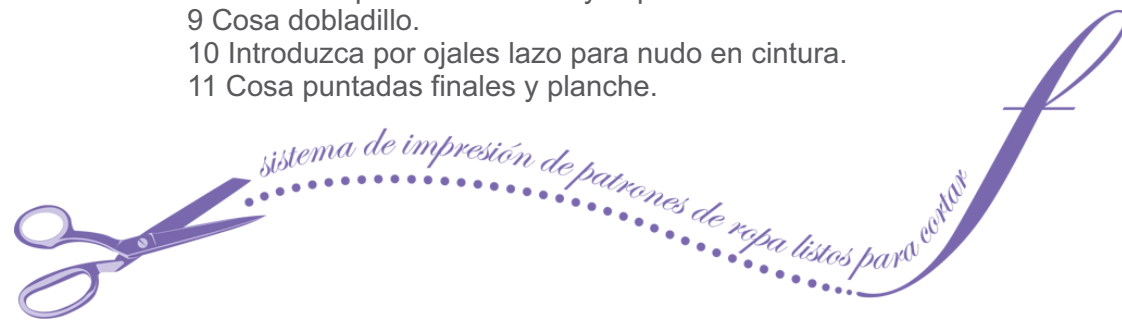 9 Cosa dobladillo.
10 Introduzca por ojales lazo para nudo en cintura.
11 Cosa puntadas finales y planche.
sistema de impresión de patrones de ropa listos para cortar